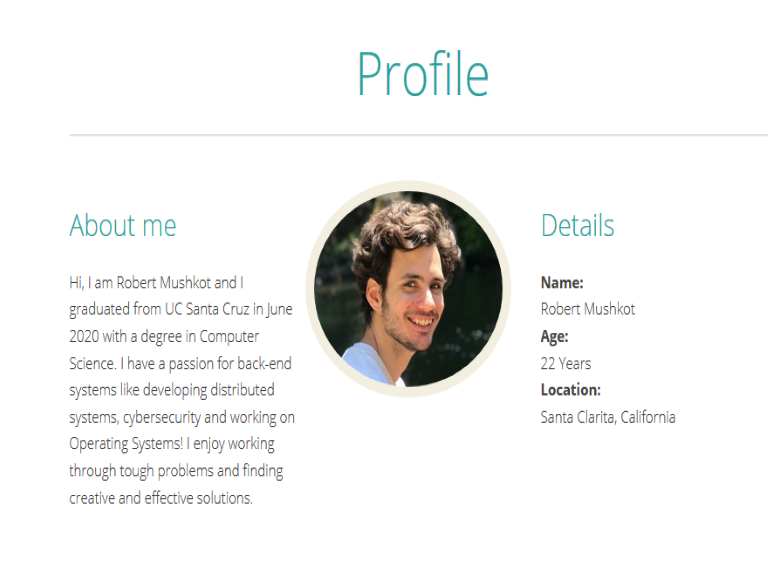 Profile
About me
Hi, I am Robert Mushkot and I
graduated from UC Santa Cruz in June
2020 with a degree in Computer
Science. I have a passion for back-end
systems like developing distributed
systems, cybersecurity and working on
Operating Systems! I enjoy working
through tough problems and finding
creative and effective solutions.
Details
Name:
Robert Mushkot
Age:
22 Years
Location:
Santa Clarita, California